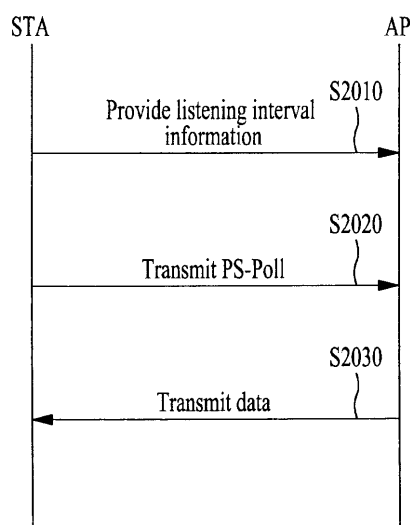 STA AP
S2010
Provide listening interval
information
S2020
Transmit PS-Poll
S2030
Transmit data